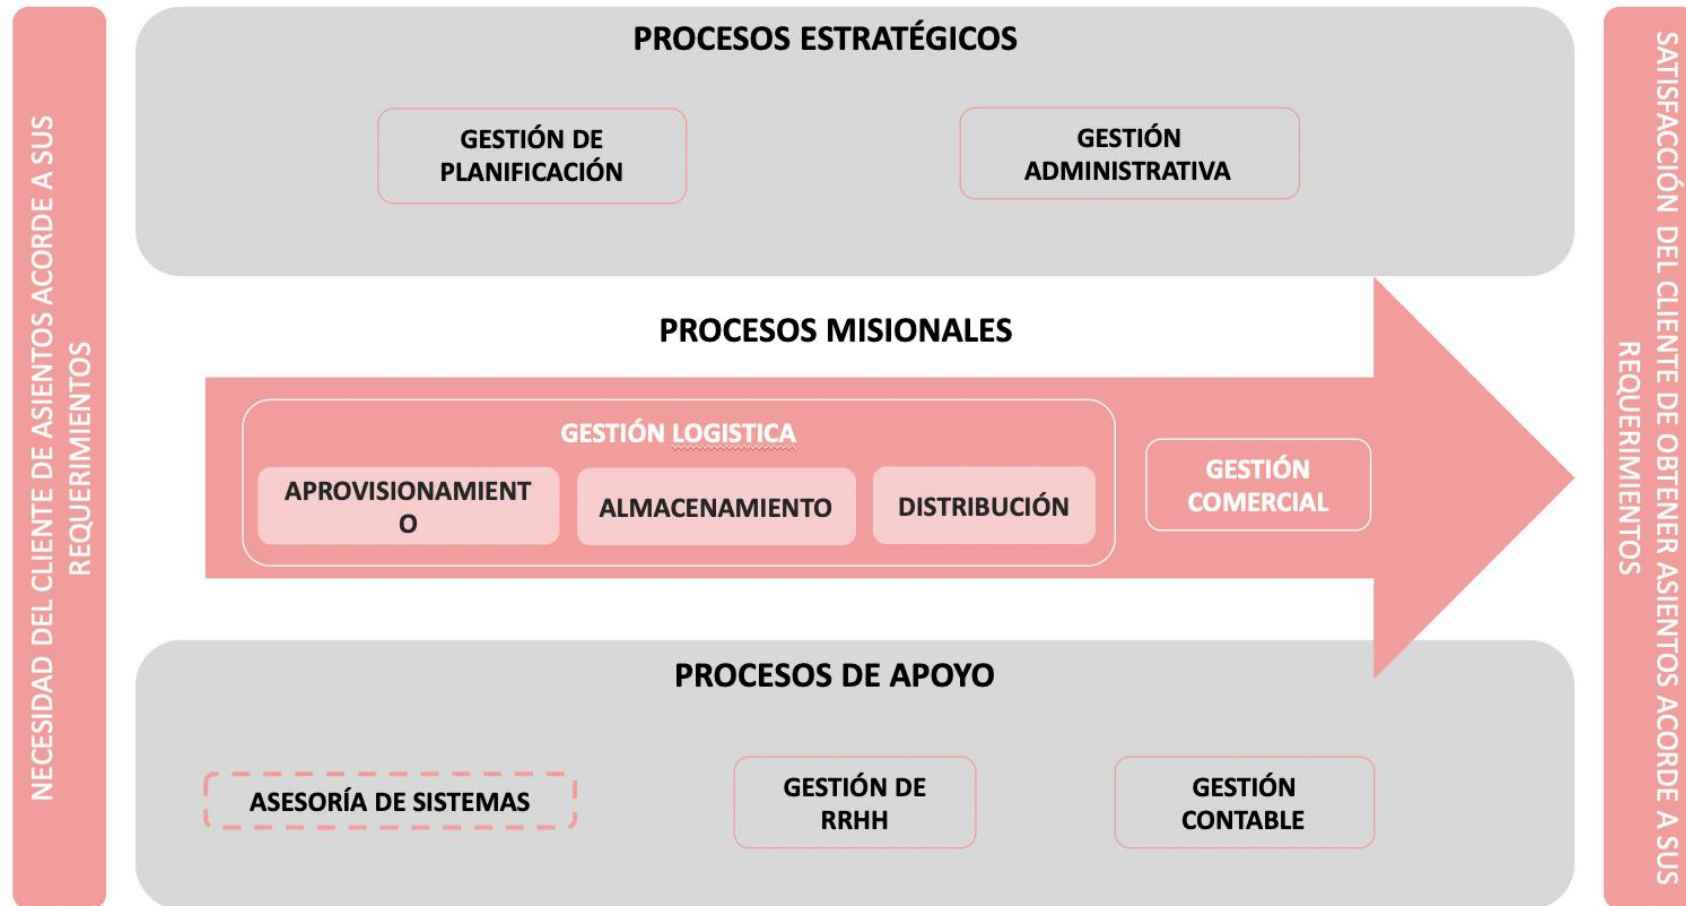 NECESIDAD DEL CLIENTE DE ASIENTOS ACORDE A SUS
REQUERIMIENTOS
PROCESOS ESTRATÉGICOS
GESTIÓN DE
PLANIFICACIÓN
GESTIÓN
ADMINISTRATIVA
PROCESOS MISIONALES
GESTIÓN LOGISTICA
APROVISIONAMIENT
O
ALMACENAMIENTO
DISTRIBUCIÓN
GESTIÓN
COMERCIAL
PROCESOS DE APOYO
ASESORÍA DE SISTEMAS
GESTIÓN DE
RRHH
GESTIÓN
CONTABLE
SATISFACCIÓN DEL CLIENTE DE OBTENER ASIENTOS ACORDE A SUS
REQUERIMIENTOS